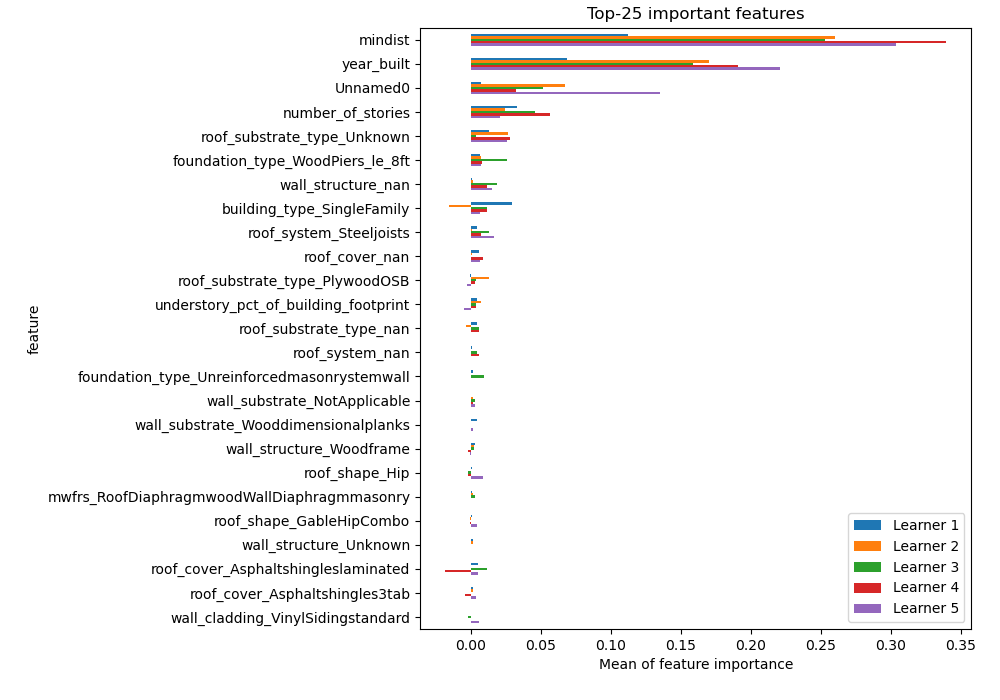 Top-25 important features
mindist
year_built
Unnamed0
number_of_stories
roof_substrate_type_Unknown
foundation_type_WoodPiers_le_8ft
wall_structure_nan
building_type_SingleFamily
roof_system_Steeljoists
roof_cover_nan
roof_substrate_type_PlywoodOSB
understory_pct_of_building_footprint
roof_substrate_type_nan
roof_system_nan
foundation_type_Unreinforcedmasonrystemwall
wall_substrate_NotApplicable
wall_substrate_Wooddimensionalplanks
wall_structure_Woodframe
roof_shape_Hip
mwfrs_RoofDiaphragmwoodWallDiaphragmmasonry
roof_shape_GableHipCombo
wall_structure_Unknown
roof_cover_Asphaltshingleslaminated
roof_cover_Asphaltshingles3tab
wall_cladding_VinylSidingstandard
feature
Learner 1
Learner 2
Learner 3
Learner 4
Learner 5
0.00 0.05 0.10 0.15 0.20 0.25 0.30 0.35
Mean of feature importance